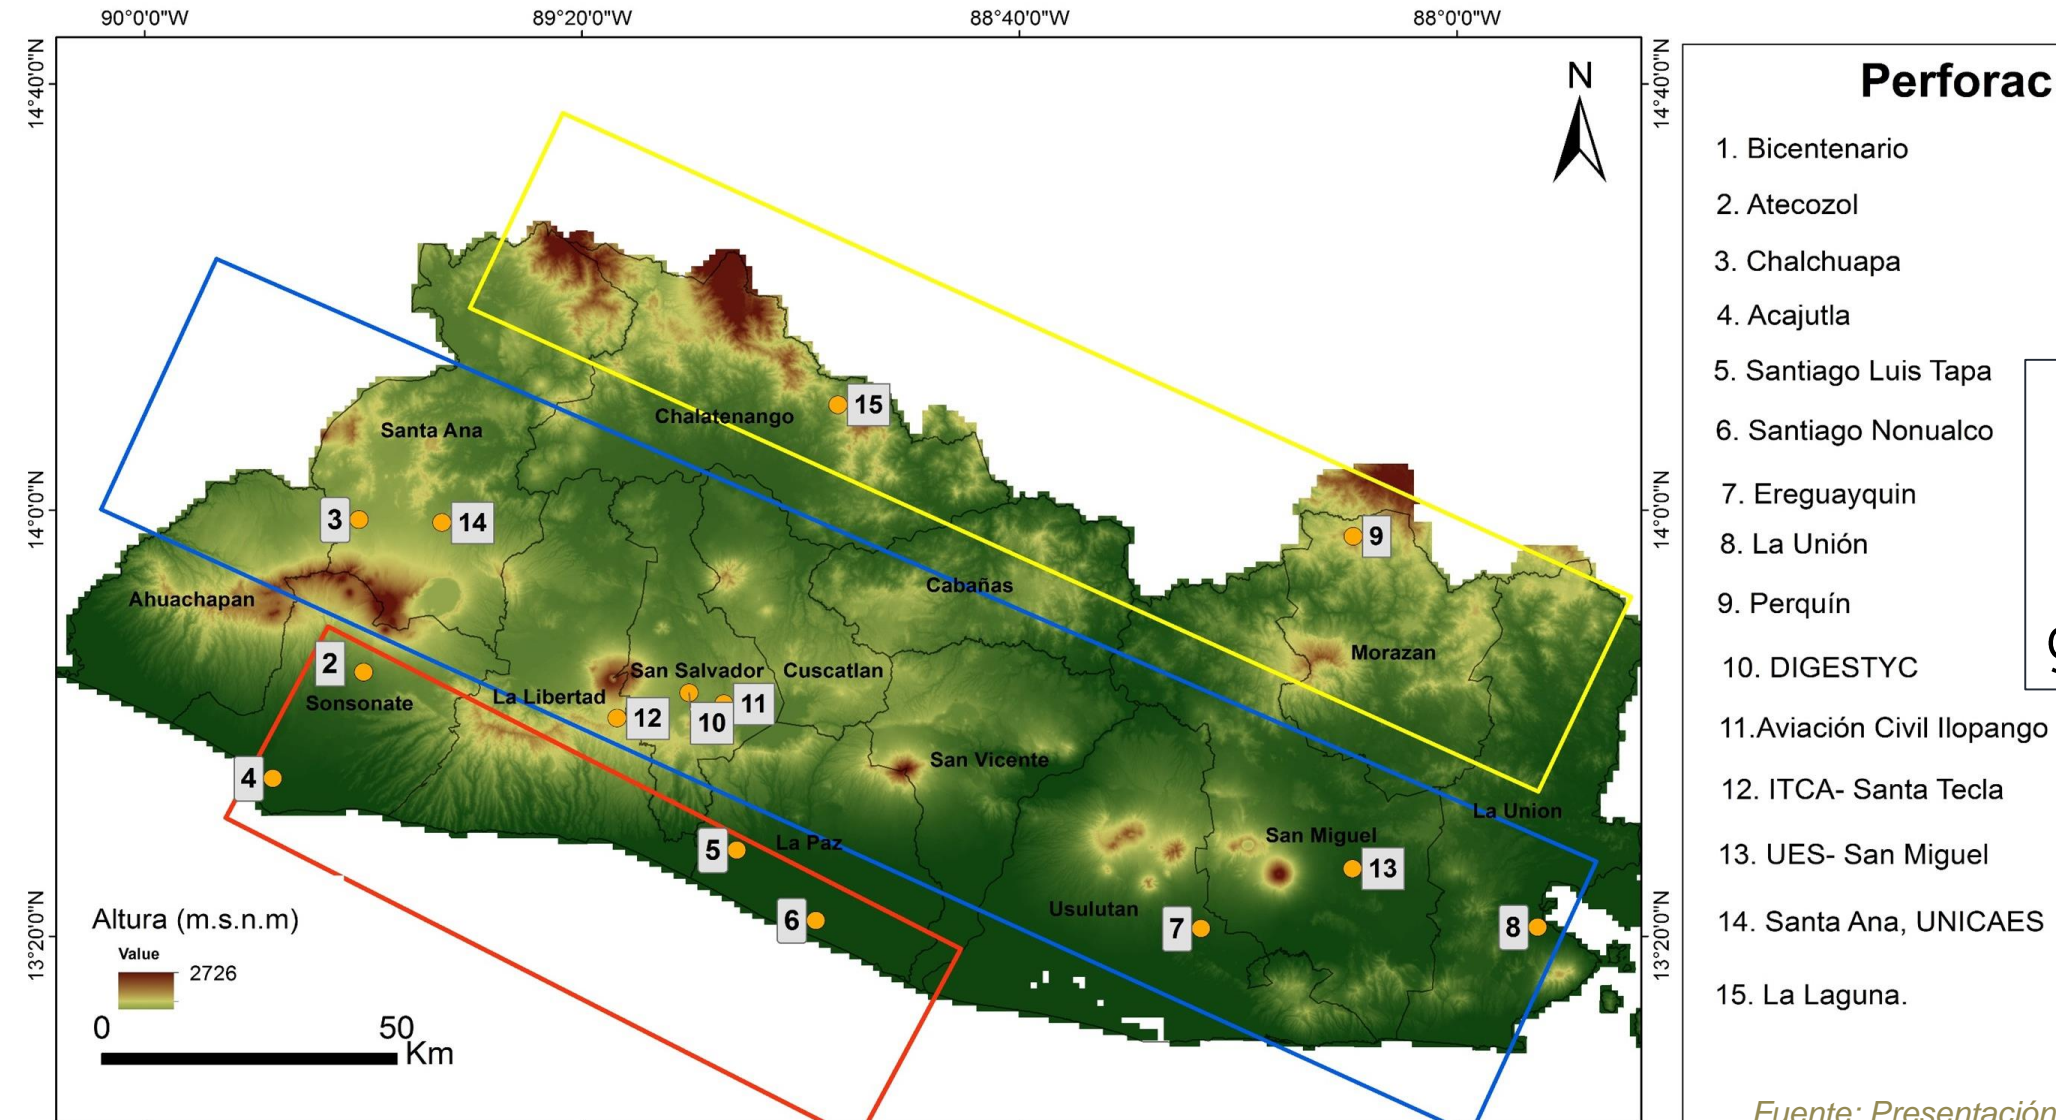 90°0'0"W 89°20'0"W 88°40'0"W 88°0'0"W
14°40'0"N
14°0'0"N
13°20'0"N
N
14°40'0"N
14°0'0"N
13°20'0"N
15
Chalatenango
Santa Ana
3
14
9
Cabañas
Ahuachapan
Morazan
2
San Salvador
Cuscatlan
La Libertad
Sonsonate
11
12
10
San Vicente
4
La Union
San Miguel
La Paz
5
13
Usulutan
6
7
8
Altura (m.s.n.m)
Value
2726
0 50
Km
Perforac
1. Bicentenario
2. Atecozol
3. Chalchuapa
4. Acajutla
5. Santiago Luis Tapa
6. Santiago Nonualco
7. Ereguayquin
8. La Unión
9. Perquín
10. DIGESTYC
11.Aviación Civil Ilopango
12. ITCA- Santa Tecla
13. UES- San Miguel
14. Santa Ana, UNICAES
15. La Laguna.
Fuente: Presentación